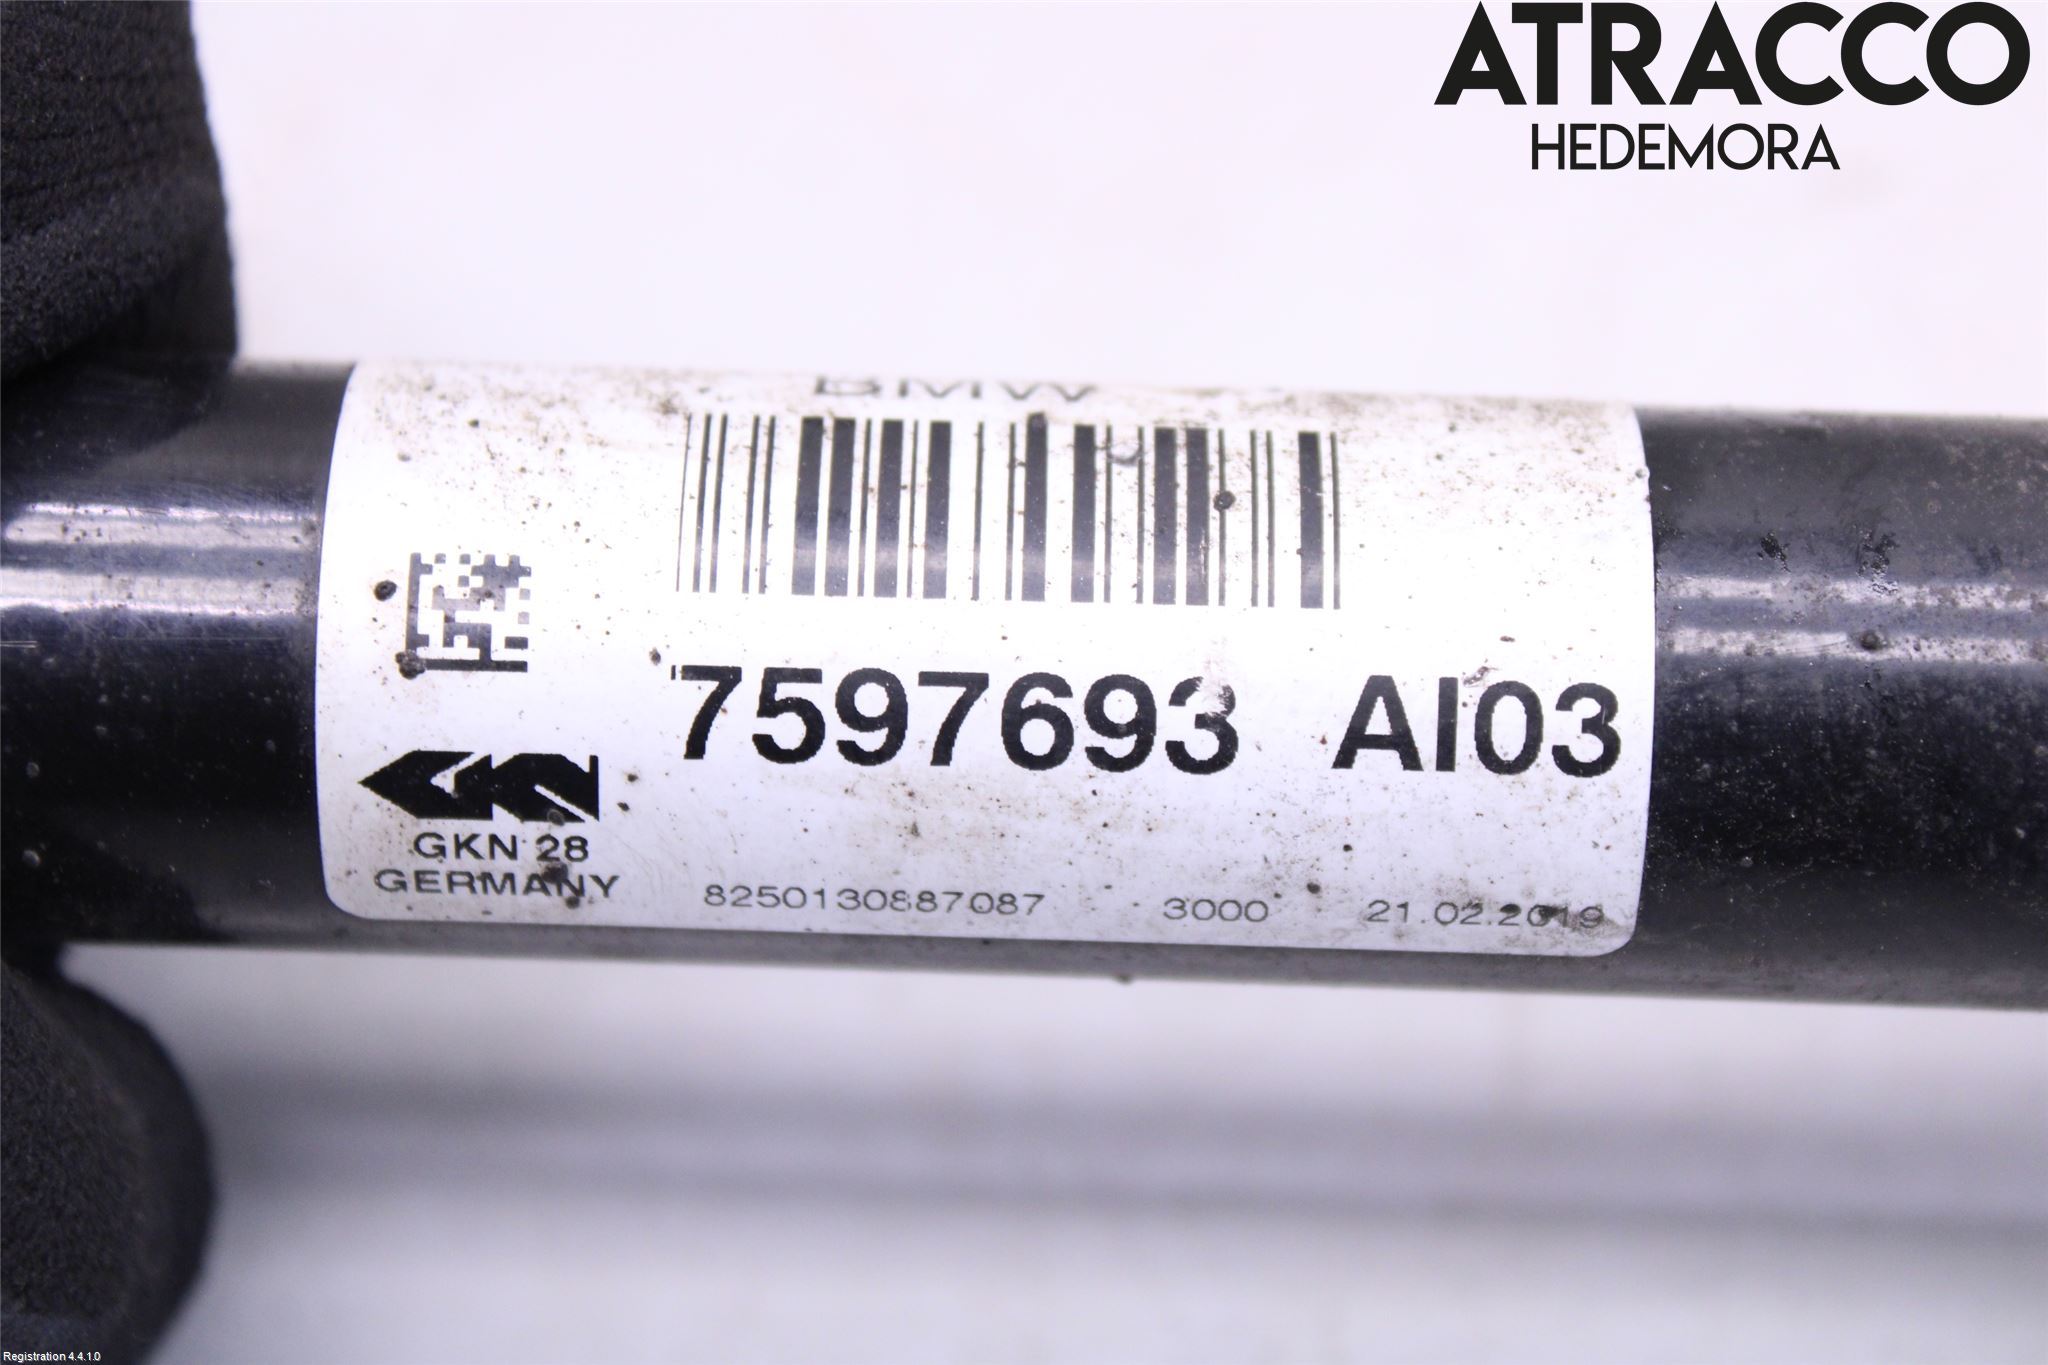 ATRACCO
HEDEMORA
BMW
7597693 AI03
GKN 28
GERMANY
8250130887087 3000 21.02.2019
Registration 4.4.1.0